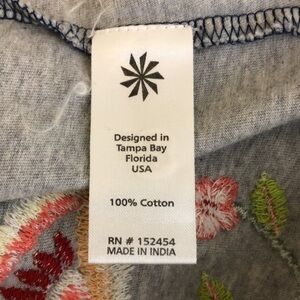 Designed in
Tampa Bay
Florida
USA
100% Cotton
RN # 152454
MADE IN INDIA